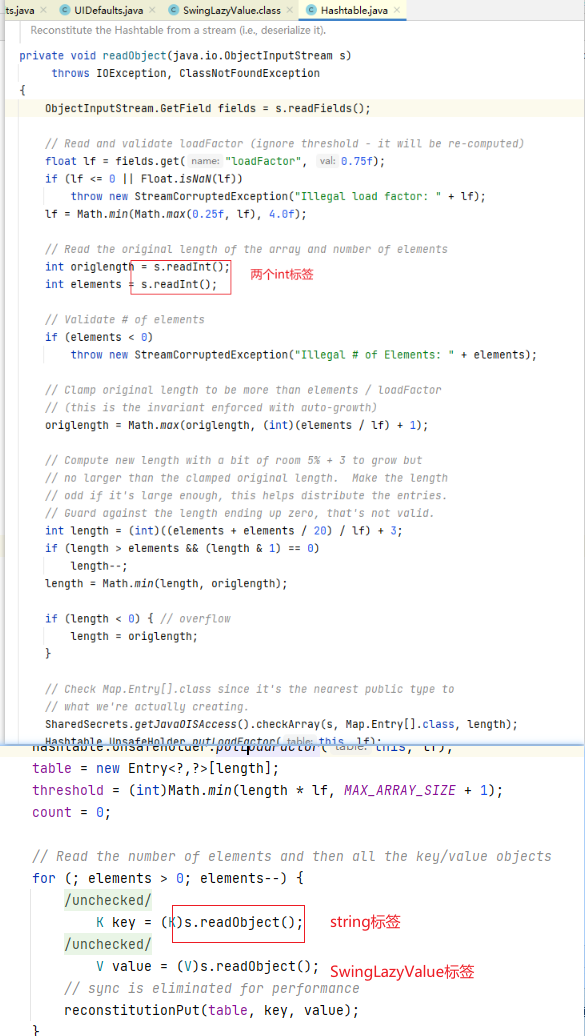 ts.java × UIDefaults.java × SwingLazyValue.class × Hashtable.java ×
Reconstitute the Hashtable from a stream (i.e., deserialize it).
private void readObject(java.io.ObjectInputStream s)
throws IOException, ClassNotFoundException
{
ObjectInputStream.GetField fields = s.readFields();
// Read and validate loadFactor (ignore threshold - it will be re-computed)
float lf = fields.get( name: "loadFactor", val: 0.75f);
if (lf <= 0 || Float.isNaN(lf))
throw new StreamCorruptedException("Illegal load factor: " + lf);
lf = Math.min(Math.max(0.25f, lf), 4.0f);
// Read the original length of the array and number of elements
int origlength = s.readInt();
int elements = s.readInt();
两个int标签
// Validate # of elements
if (elements < 0)
throw new StreamCorruptedException("Illegal # of Elements: " + elements);
// Clamp original length to be more than elements / loadFactor
// (this is the invariant enforced with auto-growth)
origlength = Math.max(origlength, (int)(elements / lf) + 1);
// Compute new length with a bit of room 5% + 3 to grow but
// no larger than the clamped original length.  Make the length
// odd if it's large enough, this helps distribute the entries.
// Guard against the length ending up zero, that's not valid.
int length = (int)((elements + elements / 20) / lf) + 3;
if (length > elements && (length & 1) == 0)
length--;
length = Math.min(length, origlength);
if (length < 0) { // overflow
length = origlength;
}
// Check Map.Entry[].class since it's the nearest public type to
// what we're actually creating.
SharedSecrets.getJavaOISAccess().checkArray(s, Map.Entry[].class, length);
Hashtable.UnsafeHolder.putLoadFactor( table: this, lf);
Hashtable.UnsafeHolder.putLoadFactor( table: this, lf);
table = new Entry<?,?>[length];
threshold = (int)Math.min(length * lf, MAX_ARRAY_SIZE + 1);
count = 0;
// Read the number of elements and then all the key/value objects
for (; elements > 0; elements--) {
/unchecked/
K key = (K)s.readObject(); string标签
/unchecked/
V value = (V)s.readObject(); SwingLazyValue标签
// sync is eliminated for performance
reconstitutionPut(table, key, value);
}